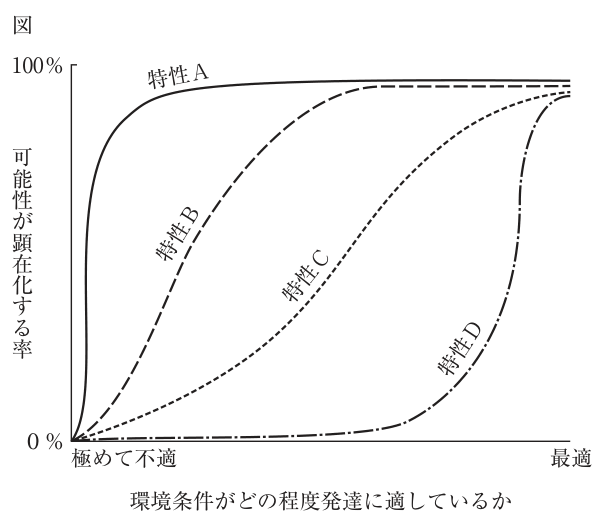 図
100%
特性A
可能性が顕在化する率
特性B
特性C
特性D
0 %
極めて不適
最適
環境条件がどの程度発達に適しているか